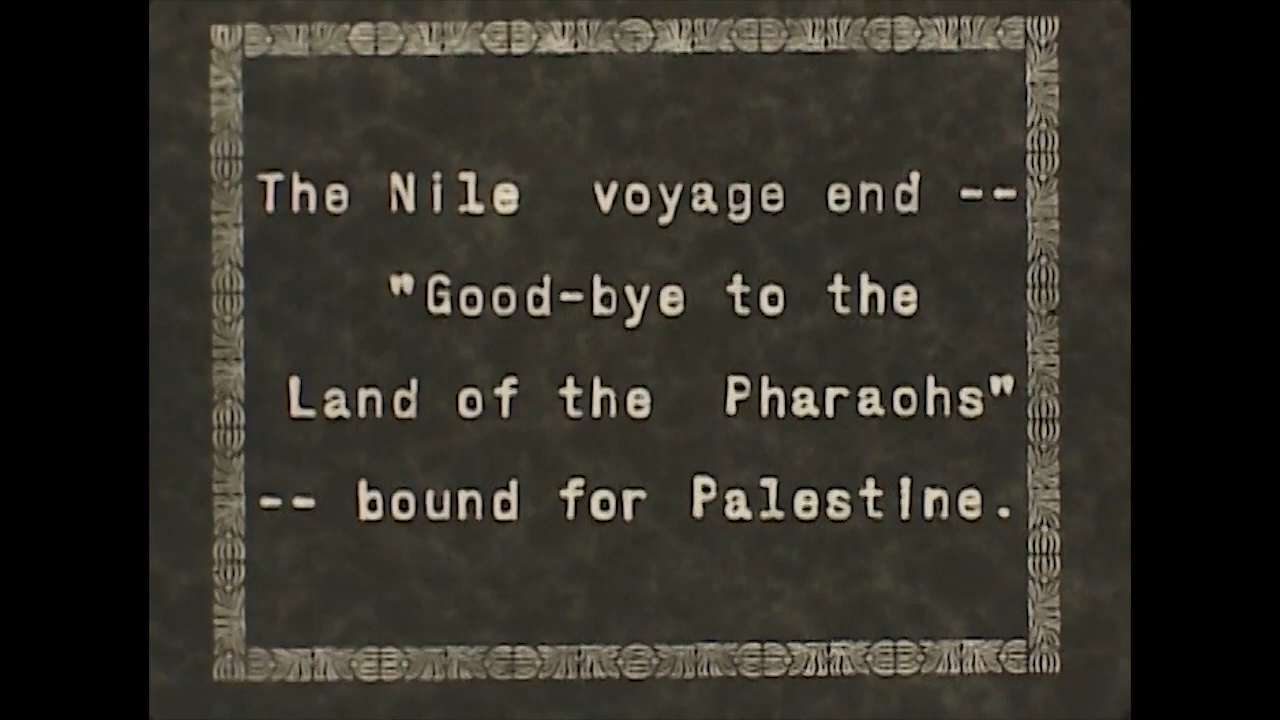 The Nile voyage end --
"Good-bye to the
Land of the Pharaohs"
-- bound for Palestine.